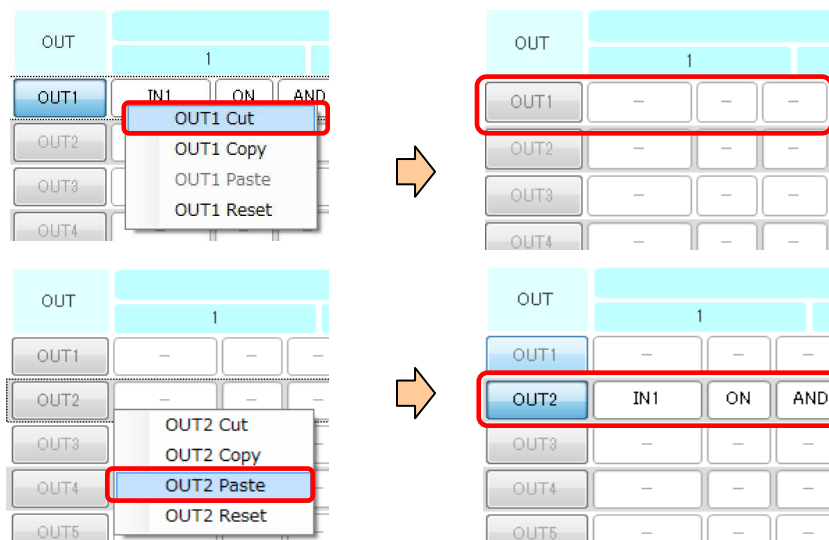 OUT
1
OUT1 IN1 ON AND
OUT2
OUT3
OUT4
OUT1 Cut
OUT1 Copy
OUT1 Paste
OUT1 Reset
OUT
1
OUT1 – – –
OUT2 – – –
OUT3 – – –
OUT4 – – –
OUT
1
OUT1 – – –
OUT2 – – –
OUT3 –
OUT4 –
OUT5 –
OUT2 Cut
OUT2 Copy
OUT2 Paste
OUT2 Reset
OUT
1
OUT1 – – –
OUT2 IN1 ON AND
OUT3 – – –
OUT4 – – –
OUT5 – – –